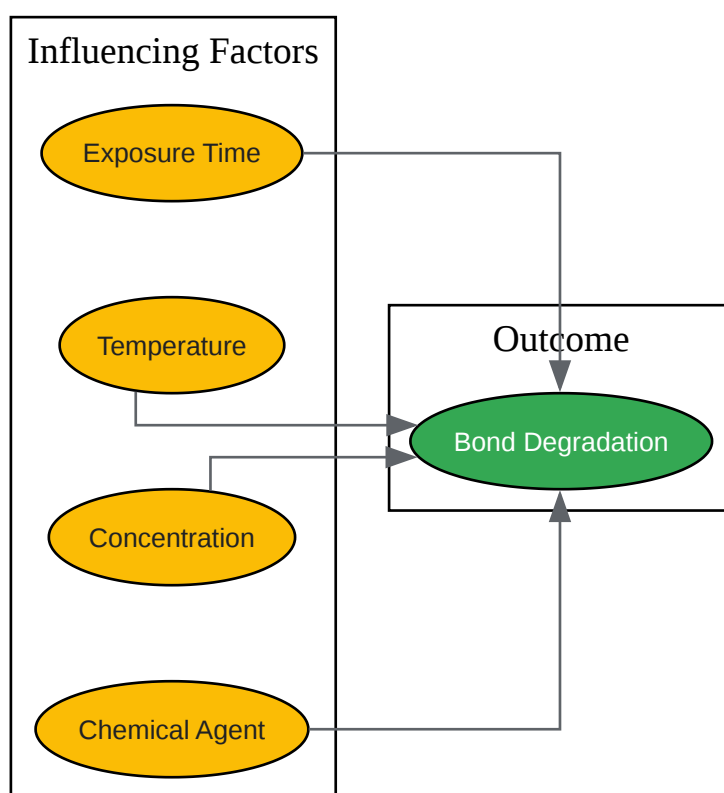 Influencing Factors
Exposure Time
Temperature
Outcome
Bond Degradation
Concentration
Chemical Agent